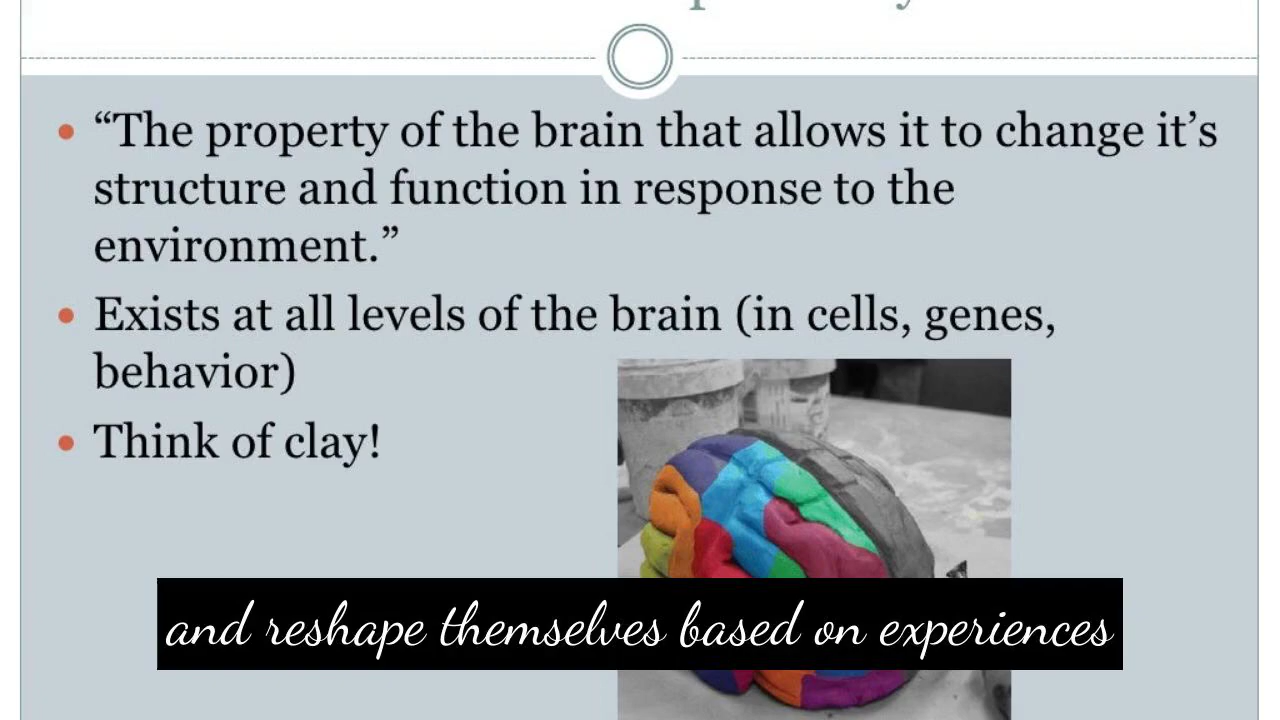 “The property of the brain that allows it to change it’s
structure and function in response to the
environment.”
Exists at all levels of the brain (in cells, genes,
behavior)
Think of clay!
and reshape themselves based on experiences